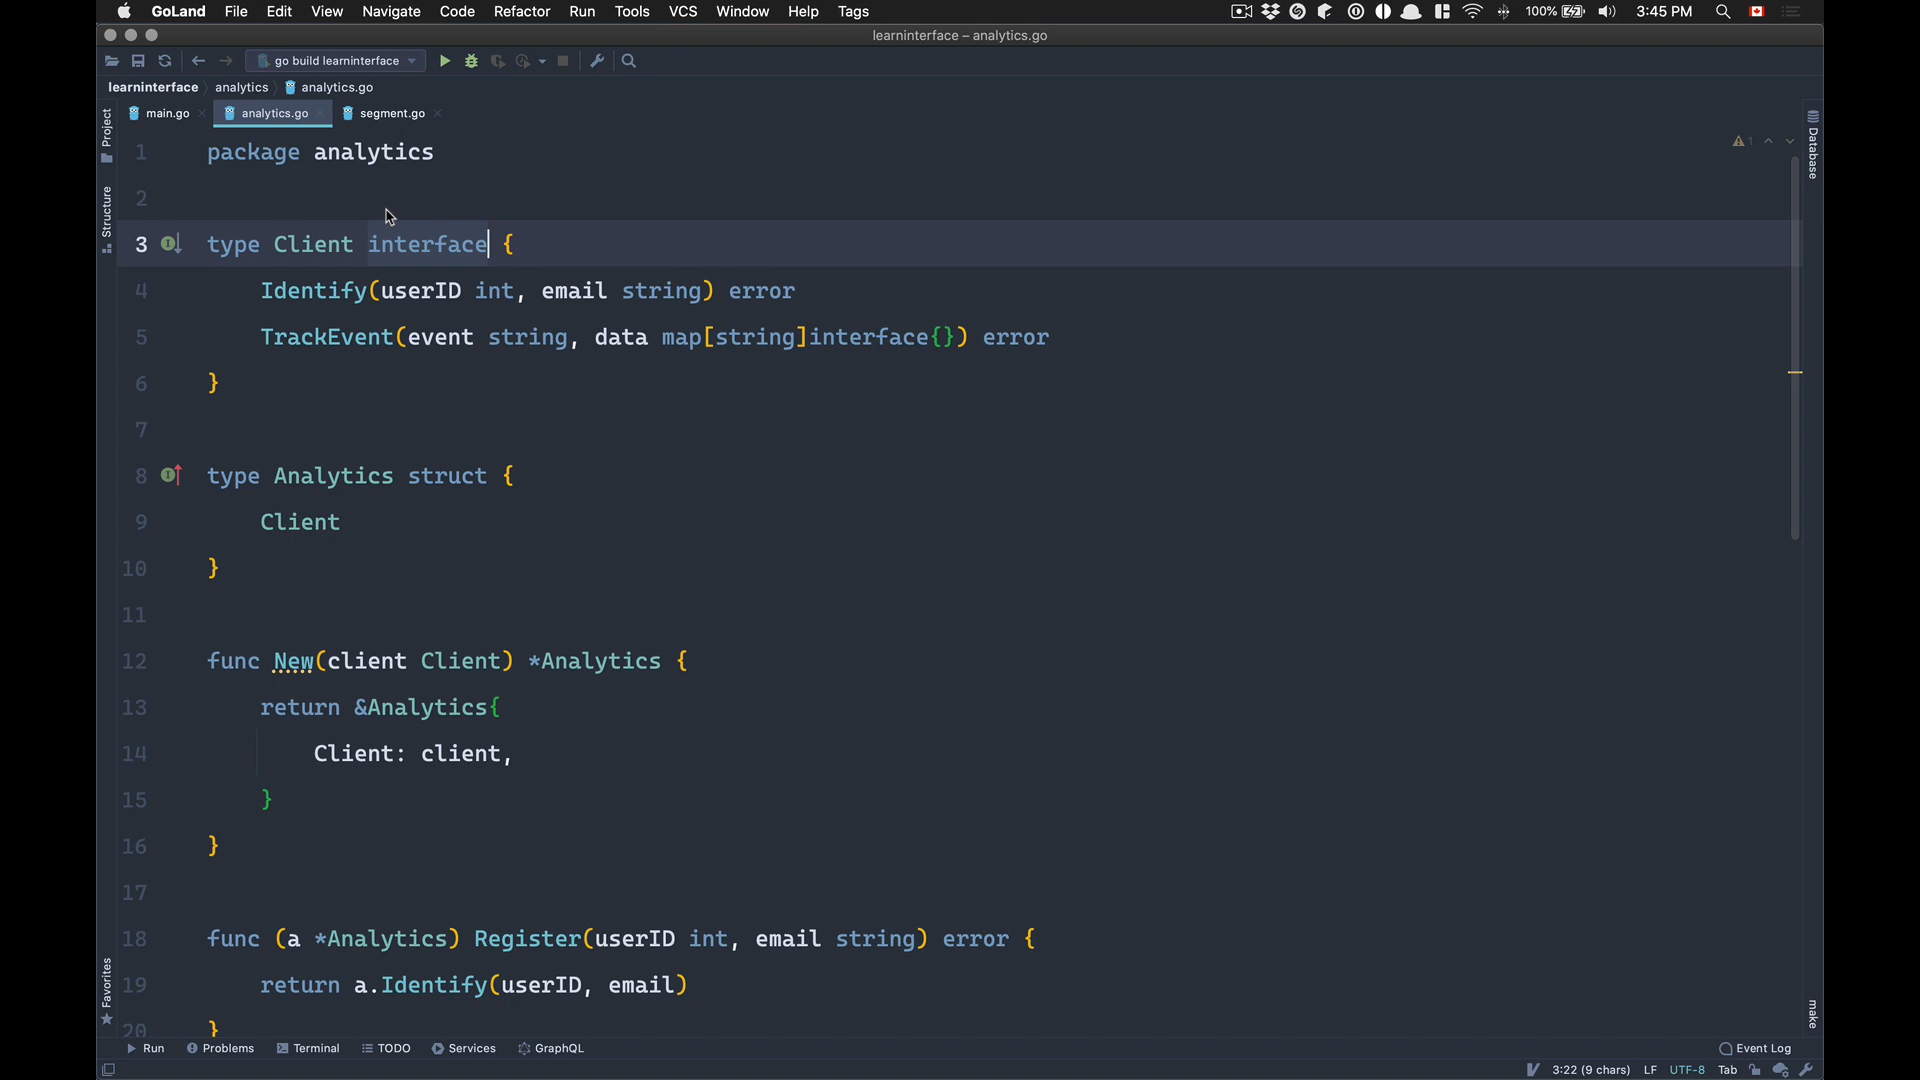 GoLand File Edit View Navigate Code Refactor Run Tools VCS Window Help Tags 100% 3:45 PM
learninterface – analytics.go
go build learninterface
learninterface analytics analytics.go
main.go analytics.go segment.go
Project
Structure
Favorites
Database
make
1
1 package analytics
2
3 type Client interface {
4 Identify(userID int, email string) error
5 TrackEvent(event string, data map[string]interface{}) error
6 }
7
8 type Analytics struct {
9 Client
10 }
11
12 func New(client Client) *Analytics {
13 return &Analytics{
14 Client: client,
15 }
16 }
17
18 func (a *Analytics) Register(userID int, email string) error {
19 return a.Identify(userID, email)
20 }
Run Problems Terminal TODO Services GraphQL Event Log
3:22 (9 chars) LF UTF-8 Tab